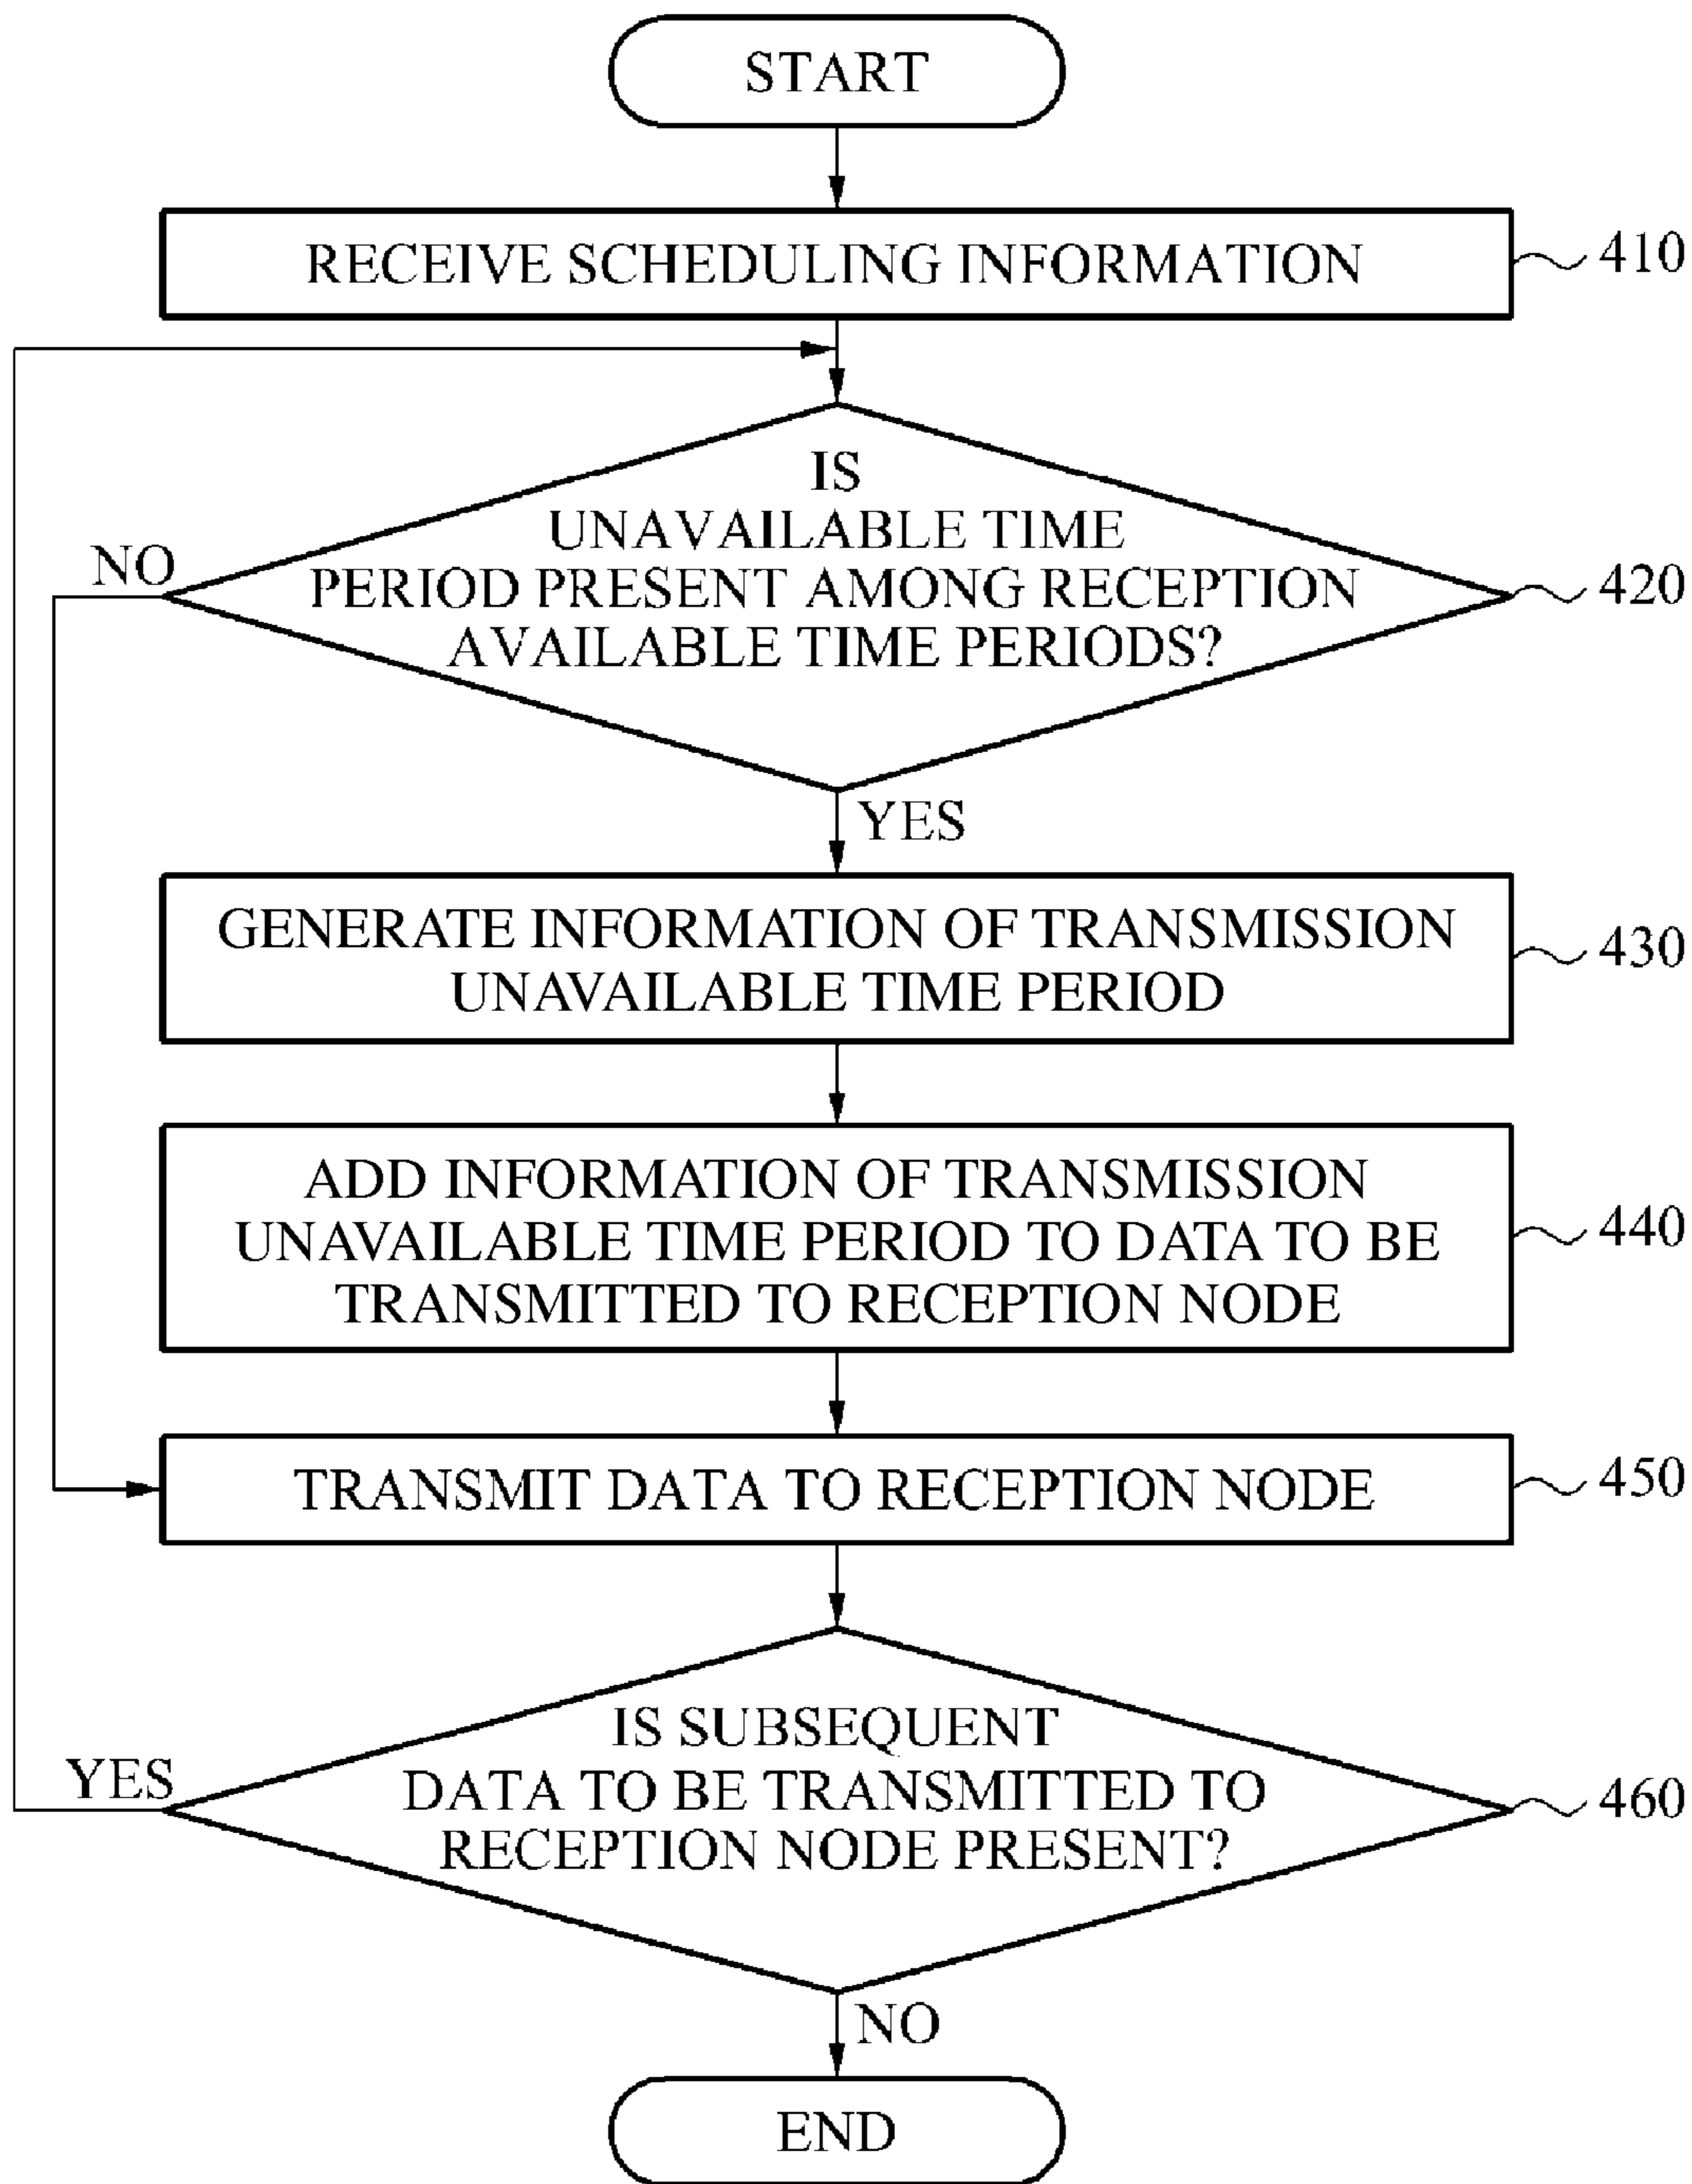 START
RECEIVE SCHEDULING INFORMATION
410
IS
UNAVAILABLE TIME
PERIOD PRESENT AMONG RECEPTION
AVAILABLE TIME PERIODS?
NO
420
YES
GENERATE INFORMATION OF TRANSMISSION
UNAVAILABLE TIME PERIOD
430
ADD INFORMATION OF TRANSMISSION
UNAVAILABLE TIME PERIOD TO DATA TO BE
TRANSMITTED TO RECEPTION NODE
440
TRANSMIT DATA TO RECEPTION NODE
450
IS SUBSEQUENT
DATA TO BE TRANSMITTED TO
RECEPTION NODE PRESENT?
YES
460
NO
END